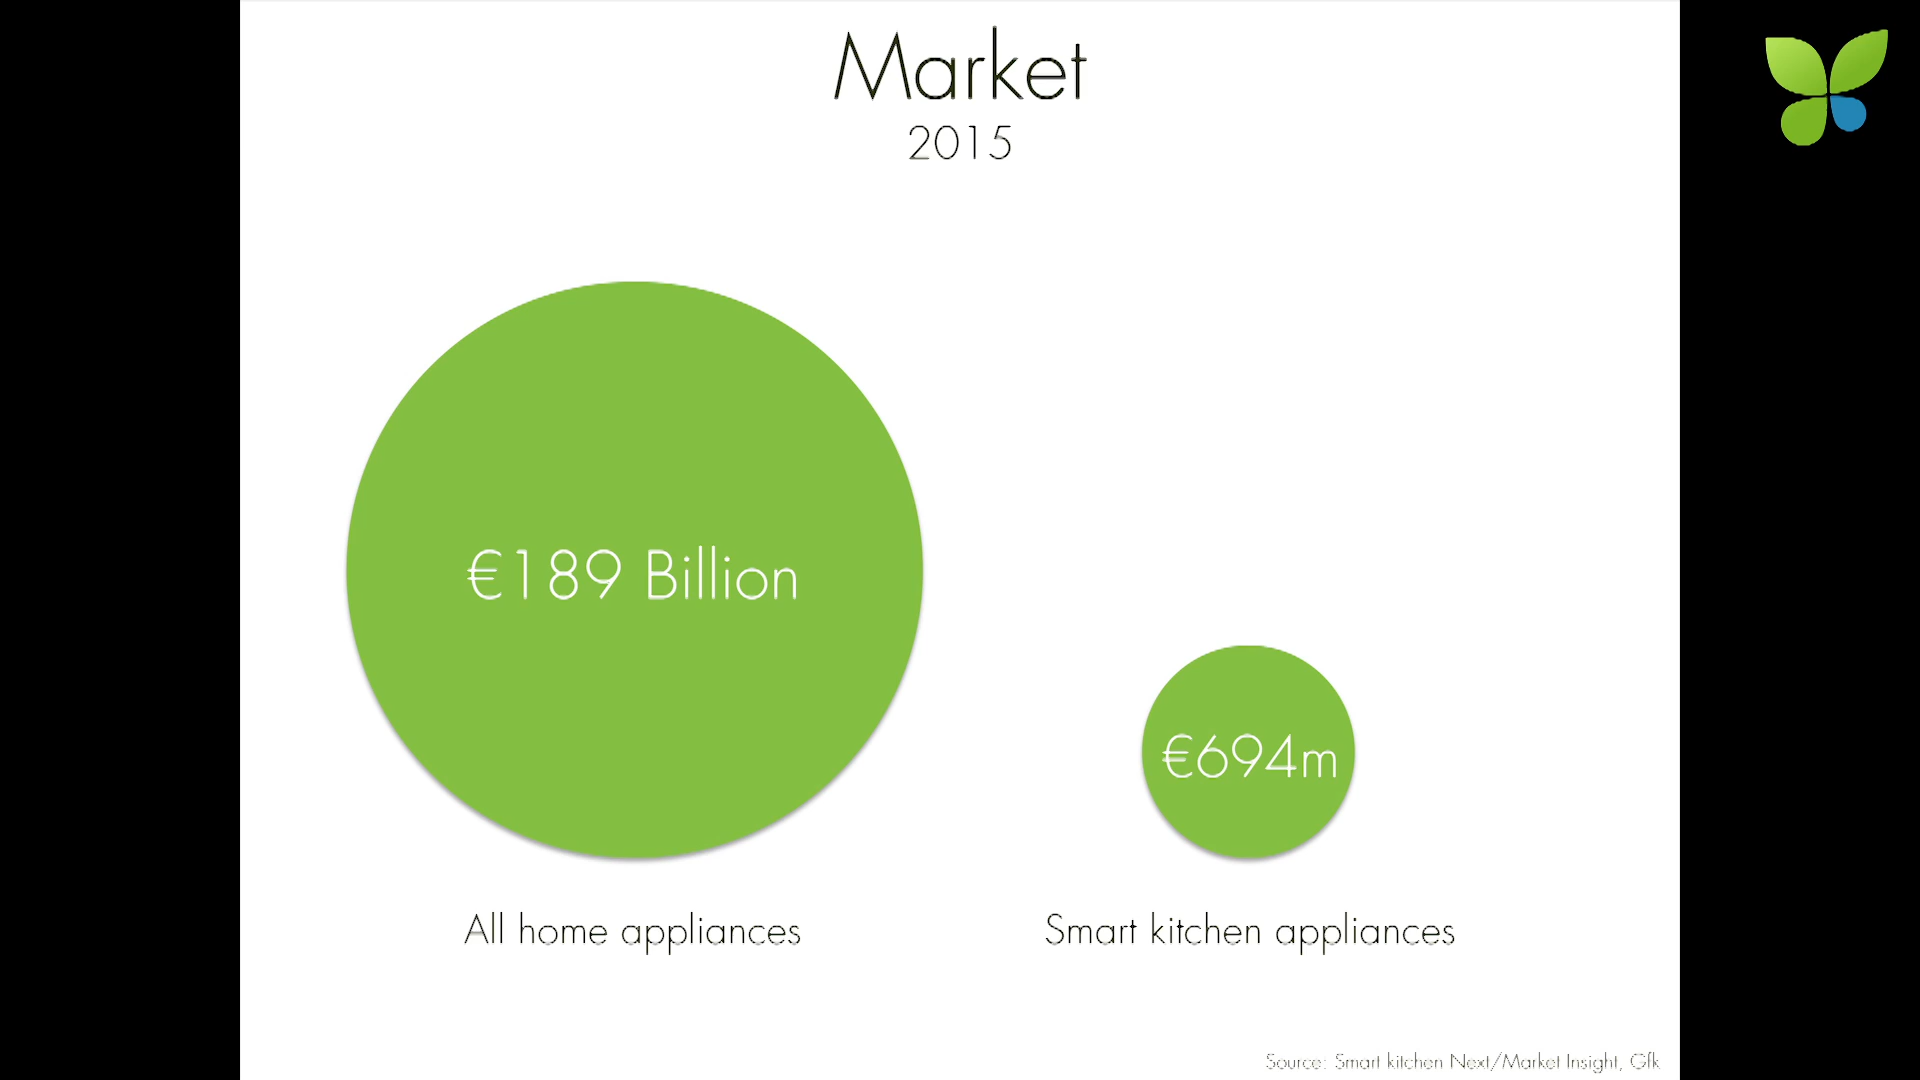 Market
2015
€189 Billion
€694m
All home appliances
Smart kitchen appliances
Source: Smart kitchen Next/Market Insight, Gfk